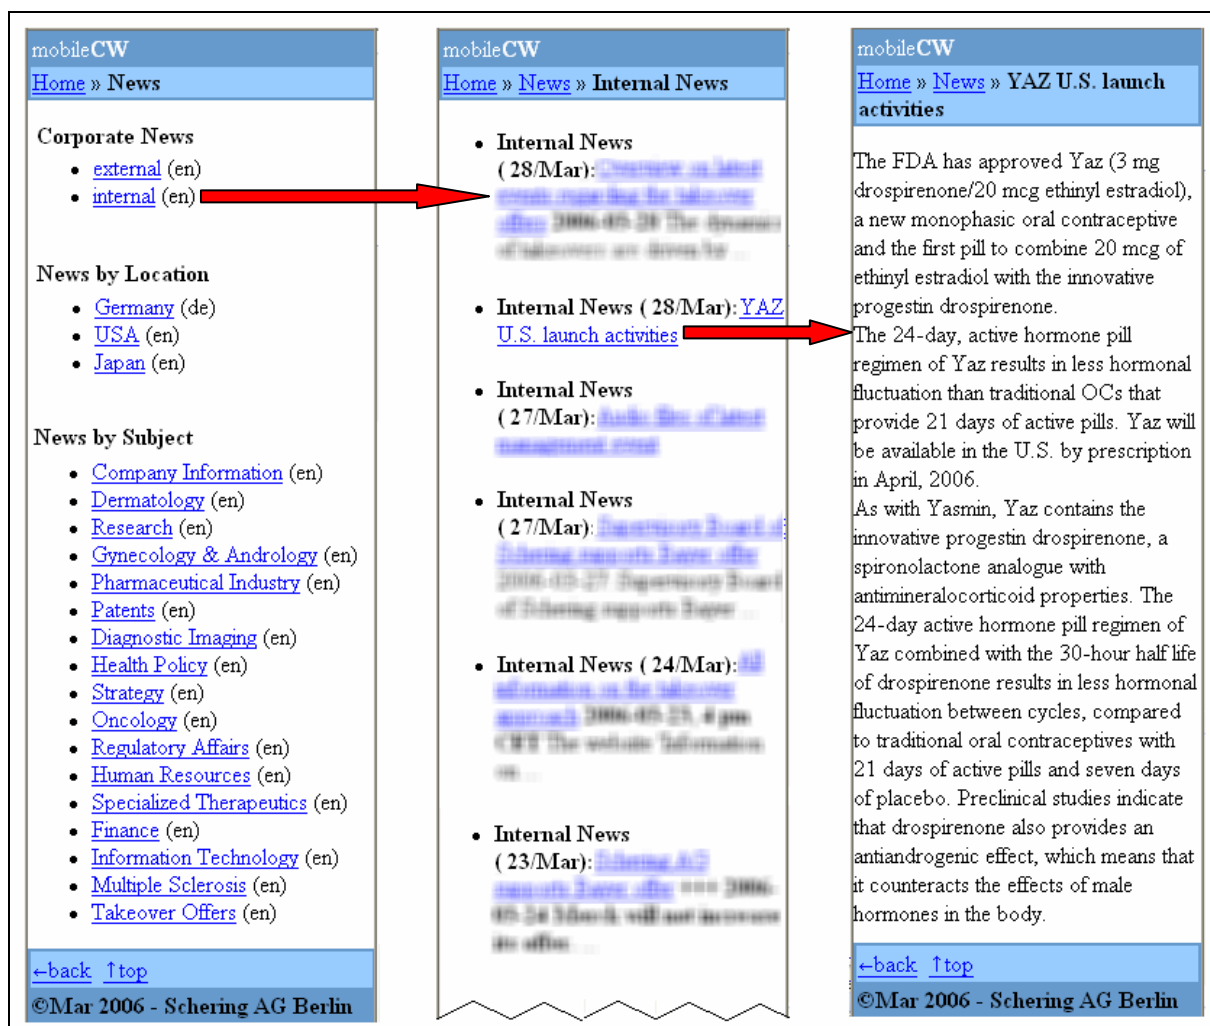 mobileCW
Home » News
Corporate News
• external (en)
• internal (en)
News by Location
• Germany (de)
• USA (en)
• Japan (en)
News by Subject
• Company Information (en)
• Dermatology (en)
• Research (en)
• Gynecology & Andrology (en)
• Pharmaceutical Industry (en)
• Patents (en)
• Diagnostic Imaging (en)
• Health Policy (en)
• Strategy (en)
• Oncology (en)
• Regulatory Affairs (en)
• Human Resources (en)
• Specialized Therapeutics (en)
• Finance (en)
• Information Technology (en)
• Multiple Sclerosis (en)
• Takeover Offers (en)
←back ↑top
©Mar 2006 - Schering AG Berlin
mobileCW
Home » News » Internal News
• Internal News
(28/Mar):
• Internal News (28/Mar): YAZ
U.S. launch activities
• Internal News
(27/Mar):
• Internal News
(27/Mar):
• Internal News (24/Mar):
• Internal News
(23/Mar):
mobileCW
Home » News » YAZ U.S. launch
activities
The FDA has approved Yaz (3 mg
drospirenone/20 mcg ethinyl estradiol),
a new monophasic oral contraceptive
and the first pill to combine 20 mcg of
ethinyl estradiol with the innovative
progestin drospirenone.
The 24-day, active hormone pill
regimen of Yaz results in less hormonal
fluctuation than traditional OCs that
provide 21 days of active pills. Yaz will
be available in the U.S. by prescription
in April, 2006.
As with Yasmin, Yaz contains the
innovative progestin drospirenone, a
spironolactone analogue with
antimineralocorticoid properties. The
24-day active hormone pill regimen of
Yaz combined with the 30-hour half life
of drospirenone results in less hormonal
fluctuation between cycles, compared
to traditional oral contraceptives with
21 days of active pills and seven days
of placebo. Preclinical studies indicate
that drospirenone also provides an
antiandrogenic effect, which means that
it counteracts the effects of male
hormones in the body.
←back ↑top
©Mar 2006 - Schering AG Berlin